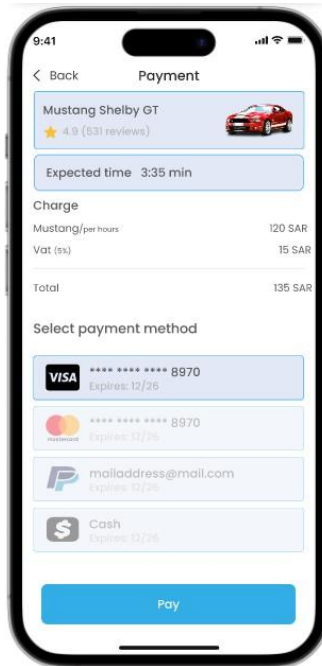 9:41
Back Payment
Mustang Shelby GT
4.9 (531 reviews)
Expected time 3:35 min
Charge
Mustang/per hours 120 SAR
Vat (5%) 15 SAR
Total 135 SAR
Select payment method
VISA **** **** **** 8970
Expires: 12/26
**** **** **** 8970
mastercard Expires: 12/26
mailaddress@mail.com
Expires: 12/26
Cash
Expires: 12/26
Pay